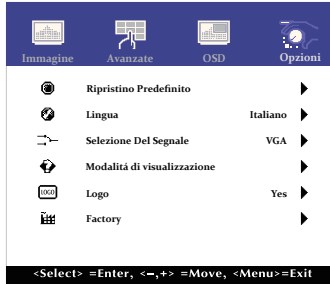 Immagine Avanzate OSD Opzioni
Ripristino Predefinito
Lingua Italiano
Selezione Del Segnale VGA
Modalitá di visualizzazione
LOGO Logo Yes
Factory
<Select> =Enter, <−,+> =Move, <Menu>=Exit